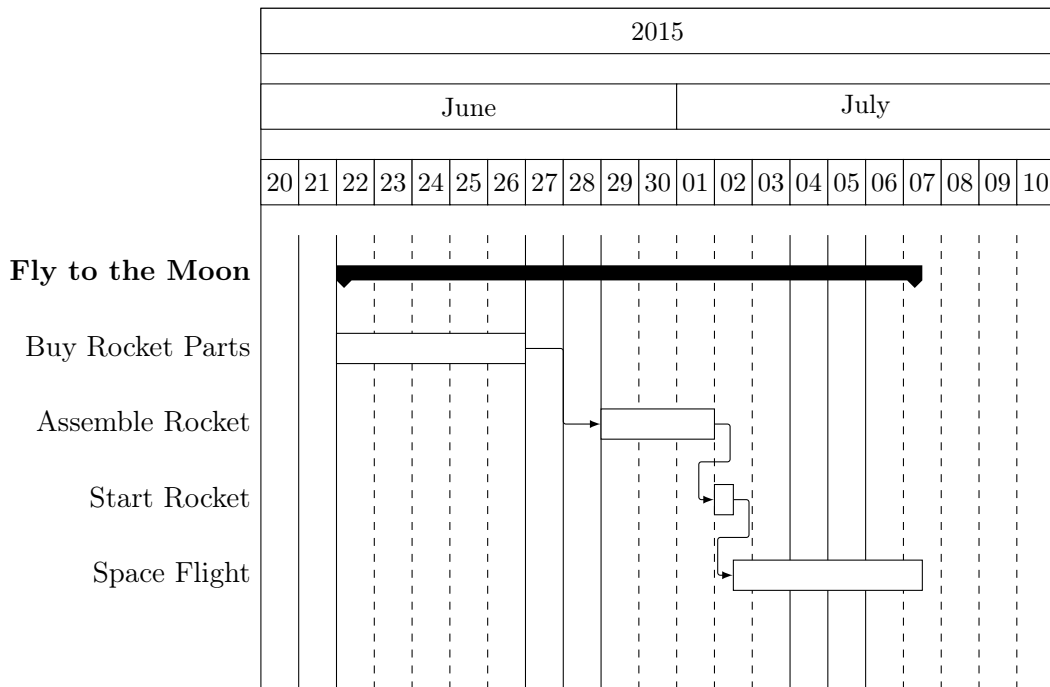 2015
June July
20 21 22 23 24 25 26 27 28 29 30 01 02 03 04 05 06 07 08 09 10
Fly to the Moon
Buy Rocket Parts
Assemble Rocket
Start Rocket
Space Flight